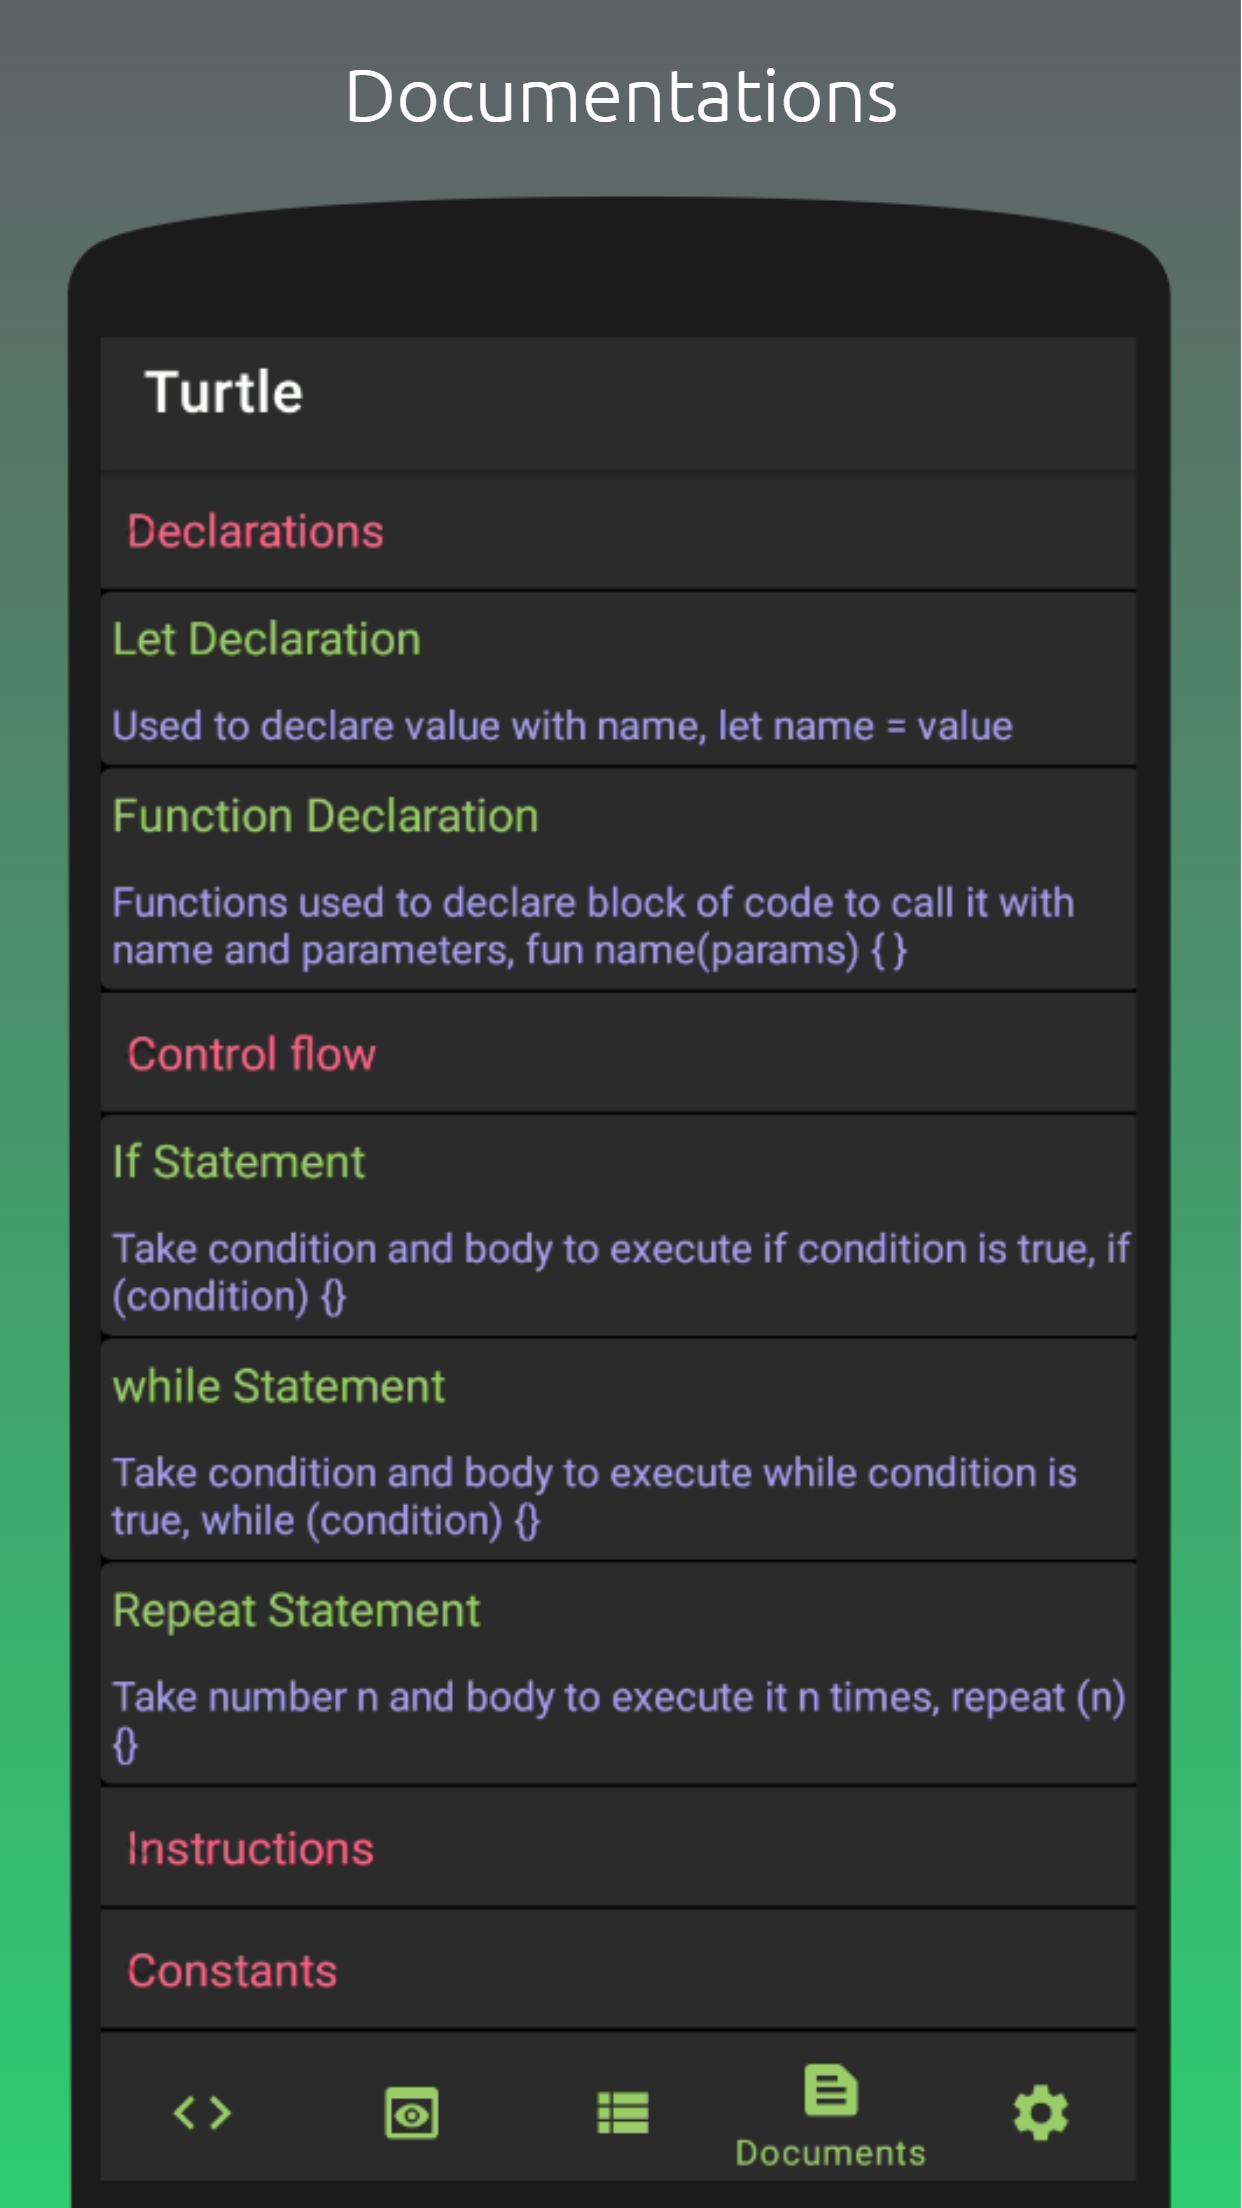 Documentations
Turtle
Declarations
Let Declaration
Used to declare value with name, let name = value
Function Declaration
Functions used to declare block of code to call it with
name and parameters, fun name(params) { }
Control flow
If Statement
Take condition and body to execute if condition is true, if
(condition) {}
while Statement
Take condition and body to execute while condition is
true, while (condition) {}
Repeat Statement
Take number n and body to execute it n times, repeat (n)
{}
Instructions
Constants
Documents